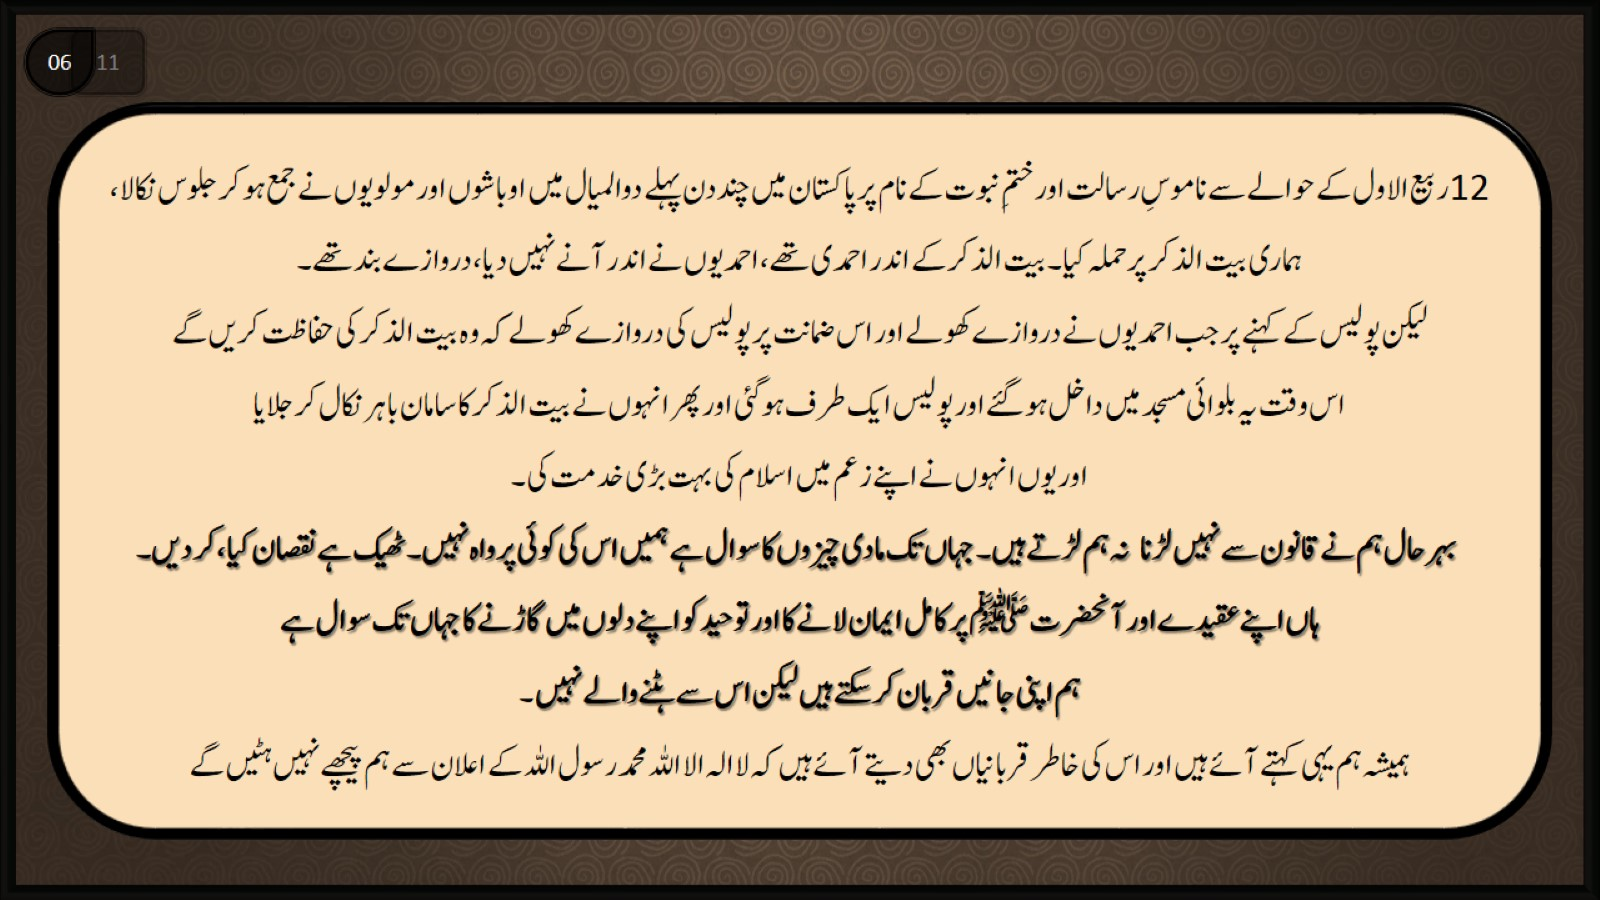 06 11
12ربیع الاول کے حوالے سے ناموسِ رسالت اور ختمِ نبوت کے نام پر پاکستان میں چند دن پہلے دوالمیال میں اوباشوں اور مولویوں نے جمع ہو کر جلوس نکالا،
ہماری بیت الذکر پر حملہ کیا۔ بیت الذکر کے اندر احمدی تھے، احمدیوں نے اندر آنے نہیں دیا، دروازے بند تھے۔
لیکن پولیس کے کہنے پر جب احمدیوں نے دروازے کھولے اور اس ضمانت پر پولیس کی دروازے کھولے کہ وہ بیت الذکر کی حفاظت کریں گے
اس وقت یہ بلوائی مسجد میں داخل ہو گئے اور پولیس ایک طرف ہو گئی اور پھر انہوں نے بیت الذکر کا سامان باہر نکال کر جلایا
اور یوں انہوں نے اپنے زعم میں اسلام کی بہت بڑی خدمت کی۔
بہر حال ہم نے قانون سے نہیں لڑنا نہ ہم لڑتے ہیں۔ جہاں تک مادی چیزوں کا سوال ہے ہمیں اس کی کوئی پرواہ نہیں۔ ٹھیک ہے نقصان کیا، کر دیں۔
ہاں اپنے عقیدے اور آنحضرت ﷺ پر کامل ایمان لانے کا اور توحید کو اپنے دلوں میں گاڑنے کا جہاں تک سوال ہے
ہم اپنی جانیں قربان کر سکتے ہیں لیکن اس سے ہٹنے والے نہیں۔
ہمیشہ ہم یہی کہتے آئے ہیں اور اس کی خاطر قربانیاں بھی دیتے آئے ہیں کہ لا الہ الا اللہ محمد رسول اللہ کے اعلان سے ہم پیچھے نہیں ہٹیں گے